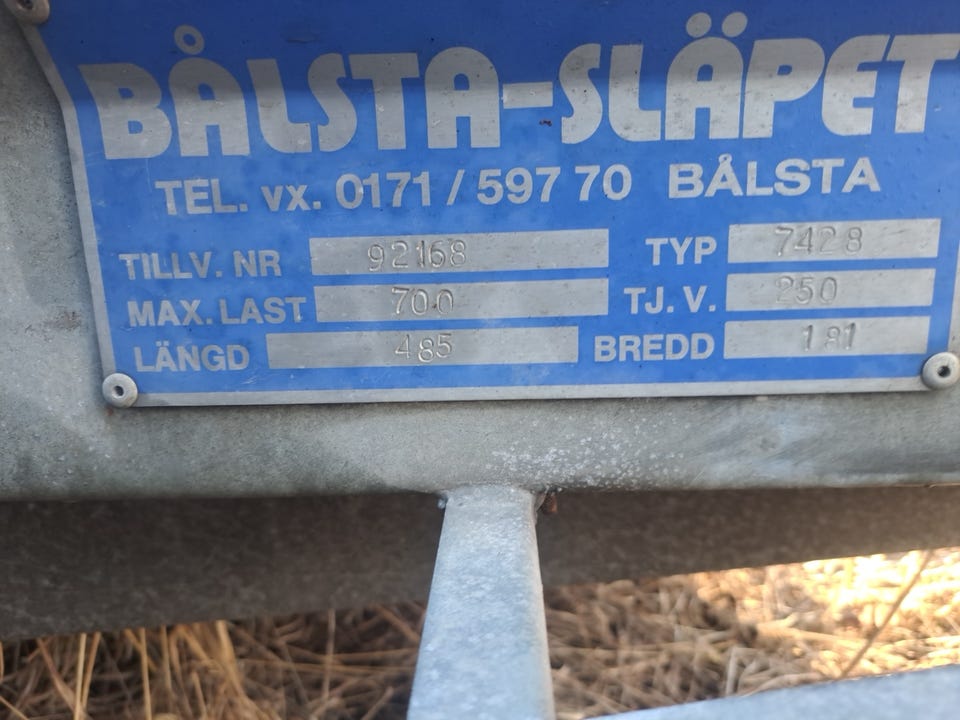 BÅLSTA-SLÄPET
TEL. vx. 0171 / 597 70 BÅLSTA
TILLV. NR 92168 TYP 7428
MAX. LAST 700 TJ. V. 250
LÄNGD 485 BREDD 181